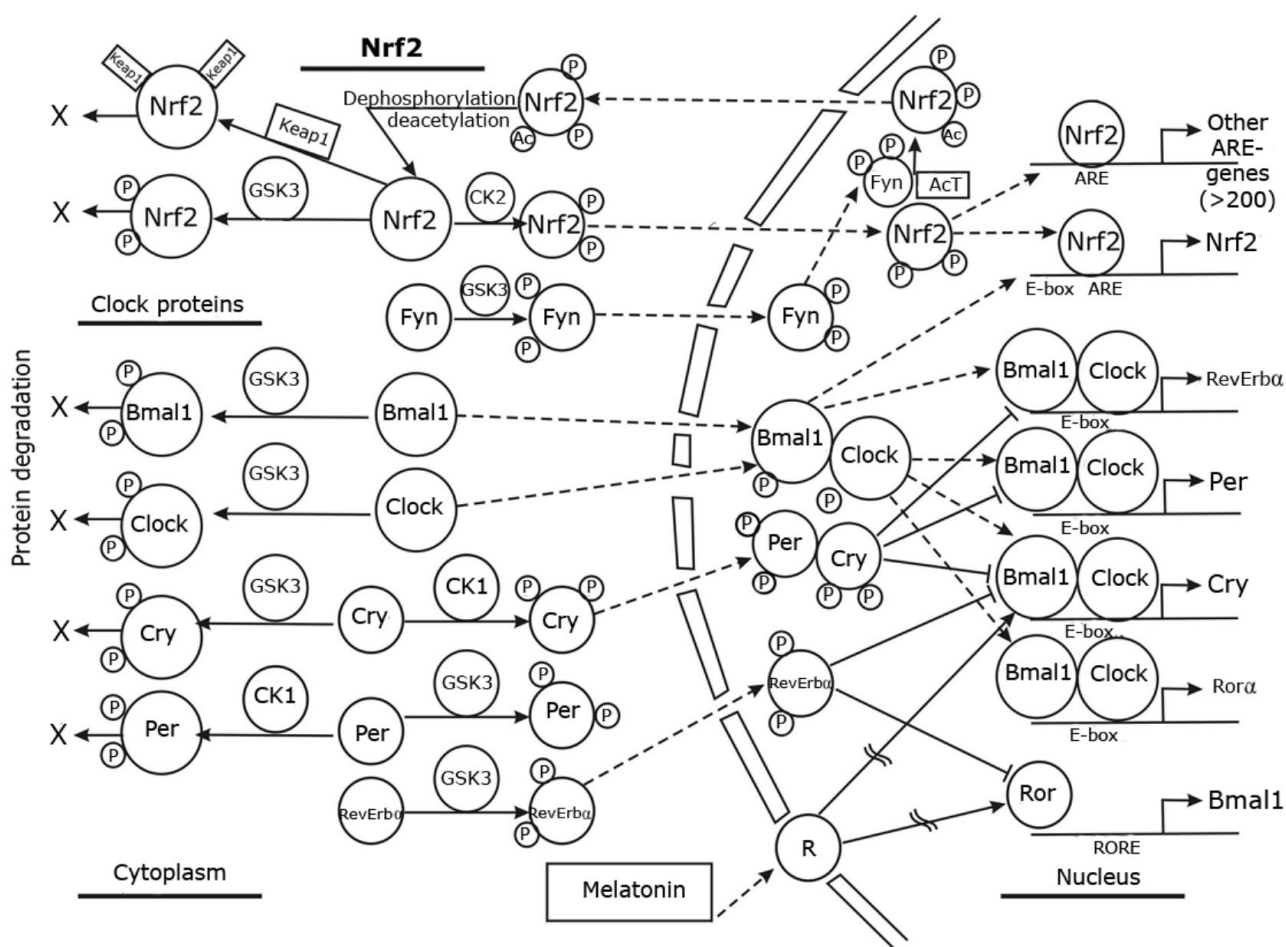 Nrf2
Keap1
Keap1
Nrf2
X
Keap1
Dephosphorylation
deacetylation
P
Nrf2
Ac
P
P
Nrf2
P
Ac
P
P
Fyn
AcT
Nrf2
ARE
Other
ARE-
genes
(>200)
X
P
Nrf2
P
GSK3
Nrf2
CK2
P
Nrf2
P
Nrf2
P
P
Nrf2
E-box
ARE
Nrf2
Clock proteins
Fyn
GSK3
P
Fyn
P
P
Fyn
P
Protein degradation
X
P
Bmal1
P
GSK3
Bmal1
Bmal1
P
Clock
P
Bmal1
Clock
RevErbα
E-box
X
P
Clock
P
GSK3
Clock
Bmal1
Clock
Per
E-box
P
Per
P
Cry
P
P
X
P
Cry
P
GSK3
Cry
CK1
P
P
Cry
Bmal1
Clock
Cry
E-box..
X
P
Per
P
CK1
Per
GSK3
P
Per
P
P
RevErbα
P
Bmal1
Clock
Rorα
E-box
RevErbα
GSK3
P
RevErbα
P
Ror
Bmal1
RORE
R
Melatonin
Cytoplasm
Nucleus